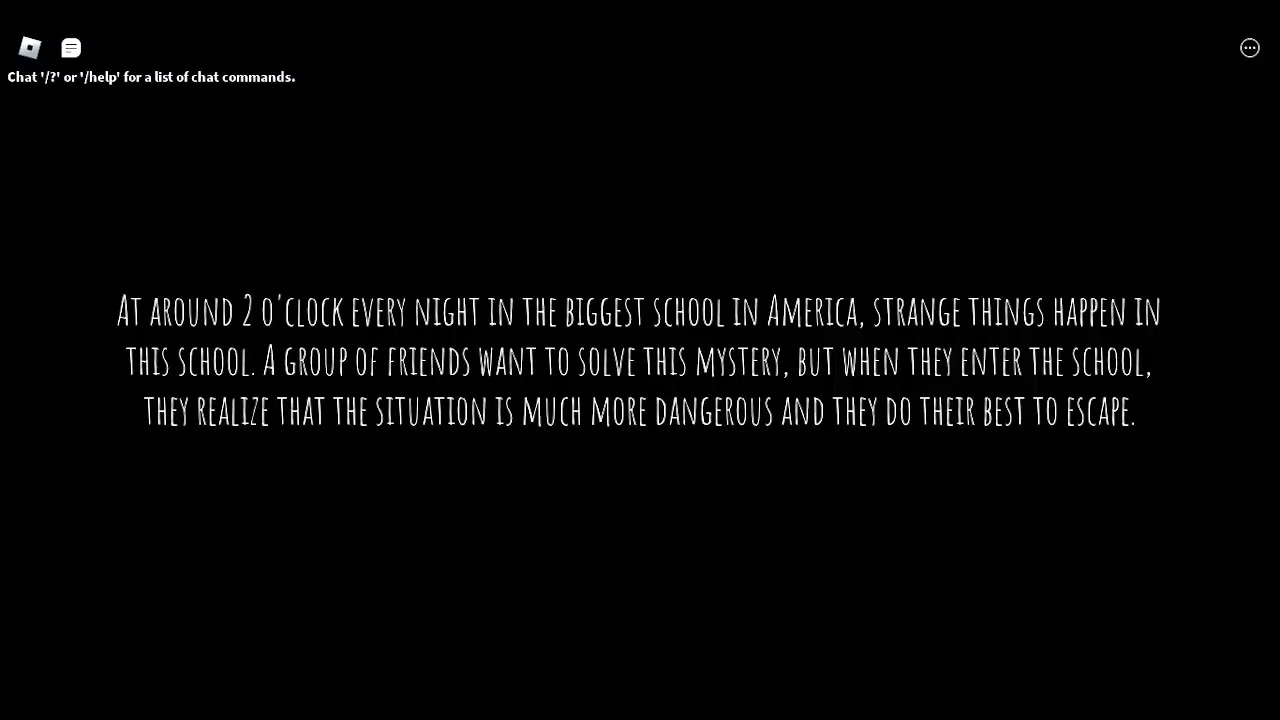 Chat '/?' or '/help' for a list of chat commands.
At around 2 o'clock every night in the biggest school in America, strange things happen in
this school. A group of friends want to solve this mystery, but when they enter the school,
they realize that the situation is much more dangerous and they do their best to escape.